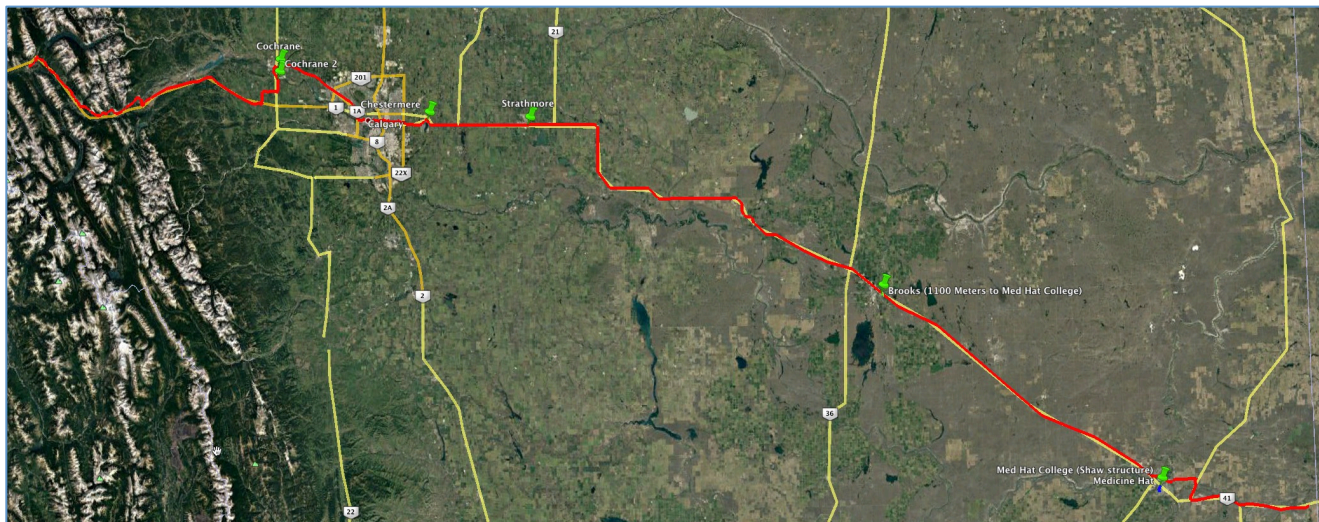 Cochrane
Cochrane 2
21
201
1
1A
Chestermere
Strathmore
Calgary
8
22X
2A
2
Brooks (1100 Meters to Med Hat College)
36
Med Hat College (Shaw structure)
Medicine Hat
41
22